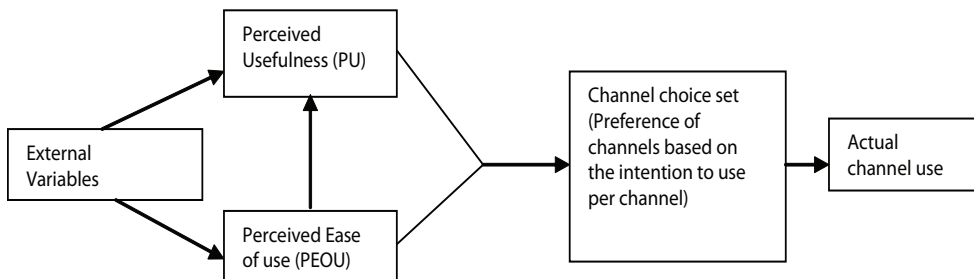 Perceived
Usefulness (PU)
External
Variables
Perceived Ease
of use (PEOU)
Channel choice set
(Preference of
channels based on
the intention to use
per channel)
Actual
channel use